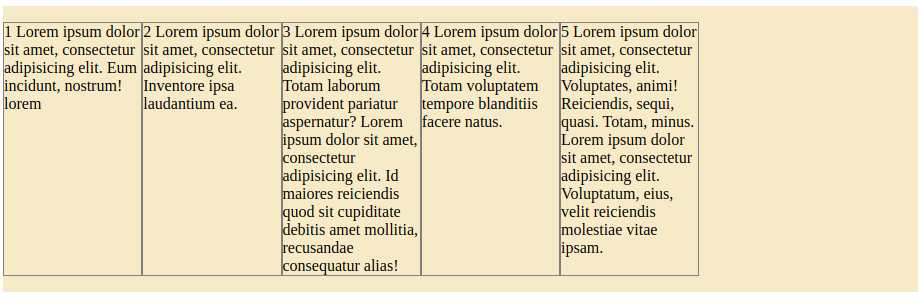 1 Lorem ipsum dolor
sit amet, consectetur
adipisicing elit. Eum
incidunt, nostrum!
lorem
2 Lorem ipsum dolor
sit amet, consectetur
adipisicing elit.
Inventore ipsa
laudantium ea.
3 Lorem ipsum dolor
sit amet, consectetur
adipisicing elit.
Totam laborum
provident pariatur
aspernatur? Lorem
ipsum dolor sit amet,
consectetur
adipisicing elit. Id
maiores reiciendis
quod sit cupiditate
debitis amet mollitia,
recusandae
consequatur alias!
4 Lorem ipsum dolor
sit amet, consectetur
adipisicing elit.
Totam voluptatem
tempore blanditiis
facere natus.
5 Lorem ipsum dolor
sit amet, consectetur
adipisicing elit.
Voluptates, animi!
Reiciendis, sequi,
quasi. Totam, minus.
Lorem ipsum dolor
sit amet, consectetur
adipisicing elit.
Voluptatum, eius,
velit reiciendis
molestiae vitae
ipsam.